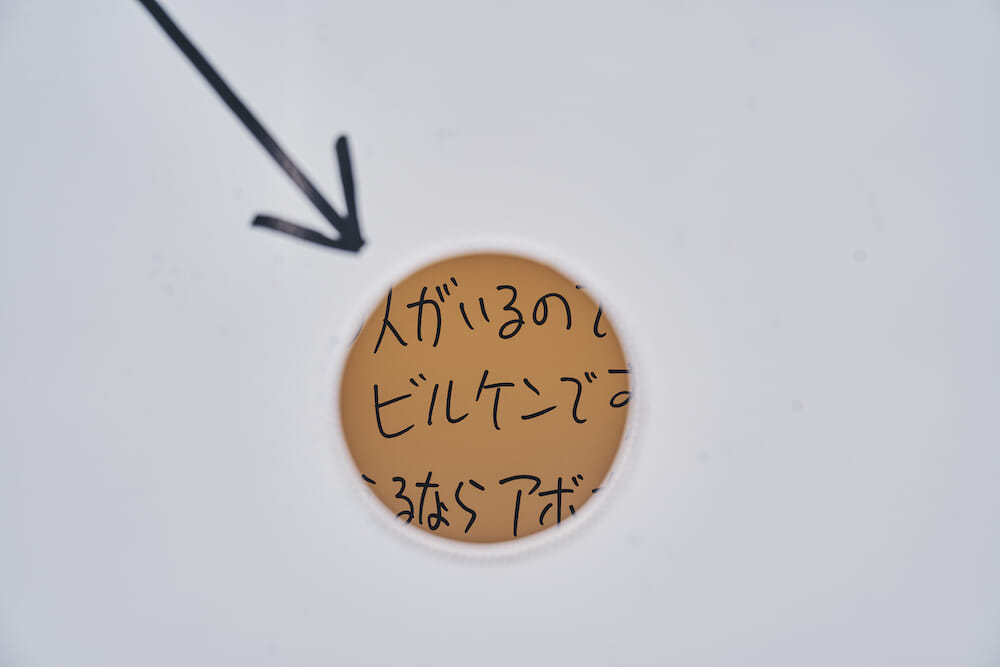 人がいるので
ビルケンです
るならアボ